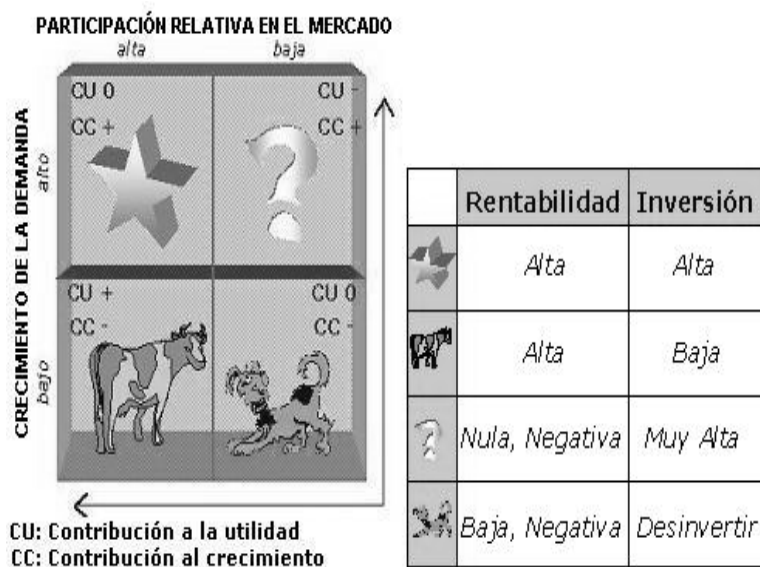 PARTICIPACIÓN RELATIVA EN EL MERCADO
alta baja
CRECIMIENTO DE LA DEMANDA
alto
bajo
CU 0
CC +
CU -
CC +
CU +
CC -
CU 0
CC -
CU: Contribución a la utilidad
CC: Contribución al crecimiento
Rentabilidad Inversión
Alta Alta
Alta Baja
Nula, Negativa Muy Alta
Baja, Negativa Desinvertir